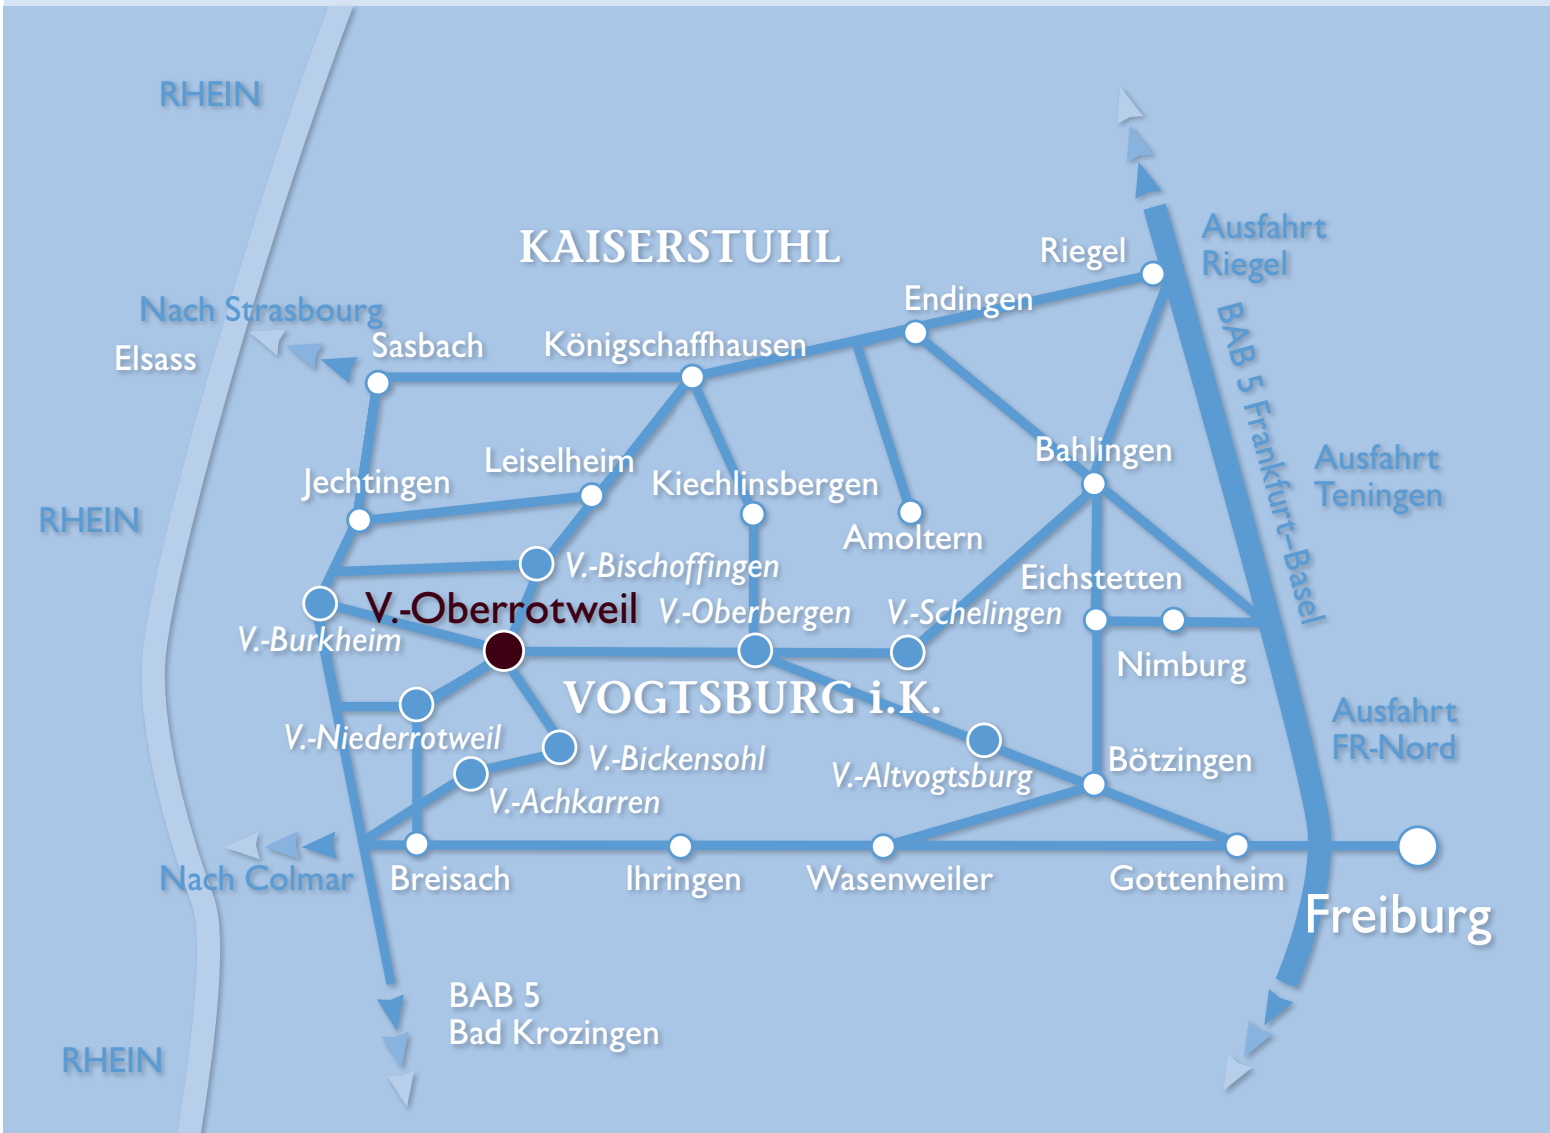 RHEIN
KAISERSTUHL
Ausfahrt
Riegel
Riegel
Endingen
Nach Strasbourg
Elsass
Sasbach
Königschaffhausen
BAB 5 Frankfurt–Basel
Leiselheim
Jechtingen
Kiechlinsbergen
Bahlingen
Ausfahrt
Teningen
RHEIN
Amoltern
V.-Bischoffingen
Eichstetten
V.-Oberrotweil
V.-Oberbergen
V.-Schelingen
V.-Burkheim
Nimburg
VOGTSBURG i.K.
Ausfahrt
FR-Nord
V.-Niederrotweil
V.-Bickensohl
V.-Altvogtsburg
Bötzingen
V.-Achkarren
Nach Colmar
Breisach
Ihringen
Wasenweiler
Gottenheim
Freiburg
BAB 5
Bad Krozingen
RHEIN